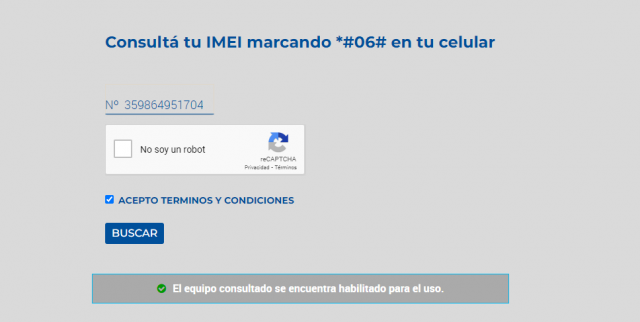 Consultá tu IMEI marcando *#06# en tu celular
Nº 359864951704
No soy un robot
reCAPTCHA
Privacidad - Términos
ACEPTO TERMINOS Y CONDICIONES
BUSCAR
El equipo consultado se encuentra habilitado para el uso.